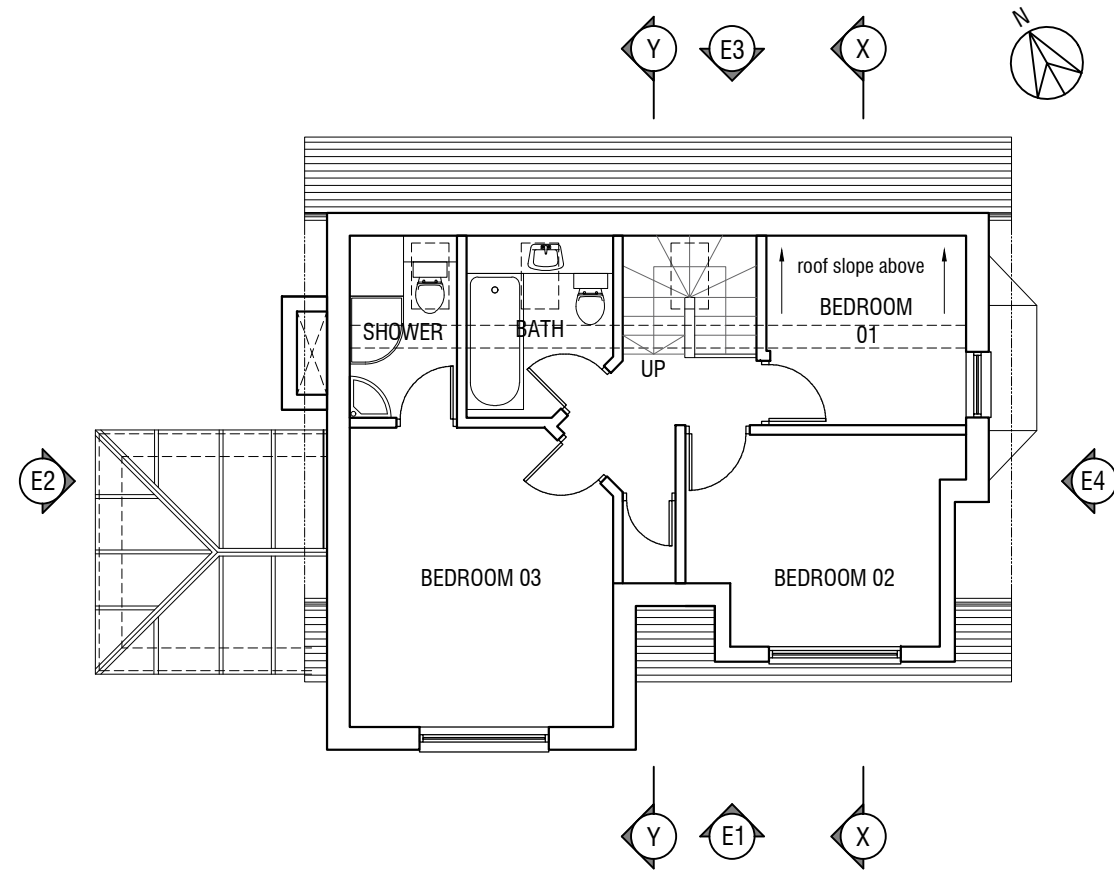 N
Y
E3
X
roof slope above
BEDROOM
01
SHOWER
BATH
UP
E2
E4
BEDROOM 03
BEDROOM 02
Y
E1
X